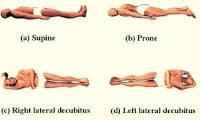 (a) Supine
(b) Prone
(c) Right lateral decubitus
(d) Left lateral decubitus